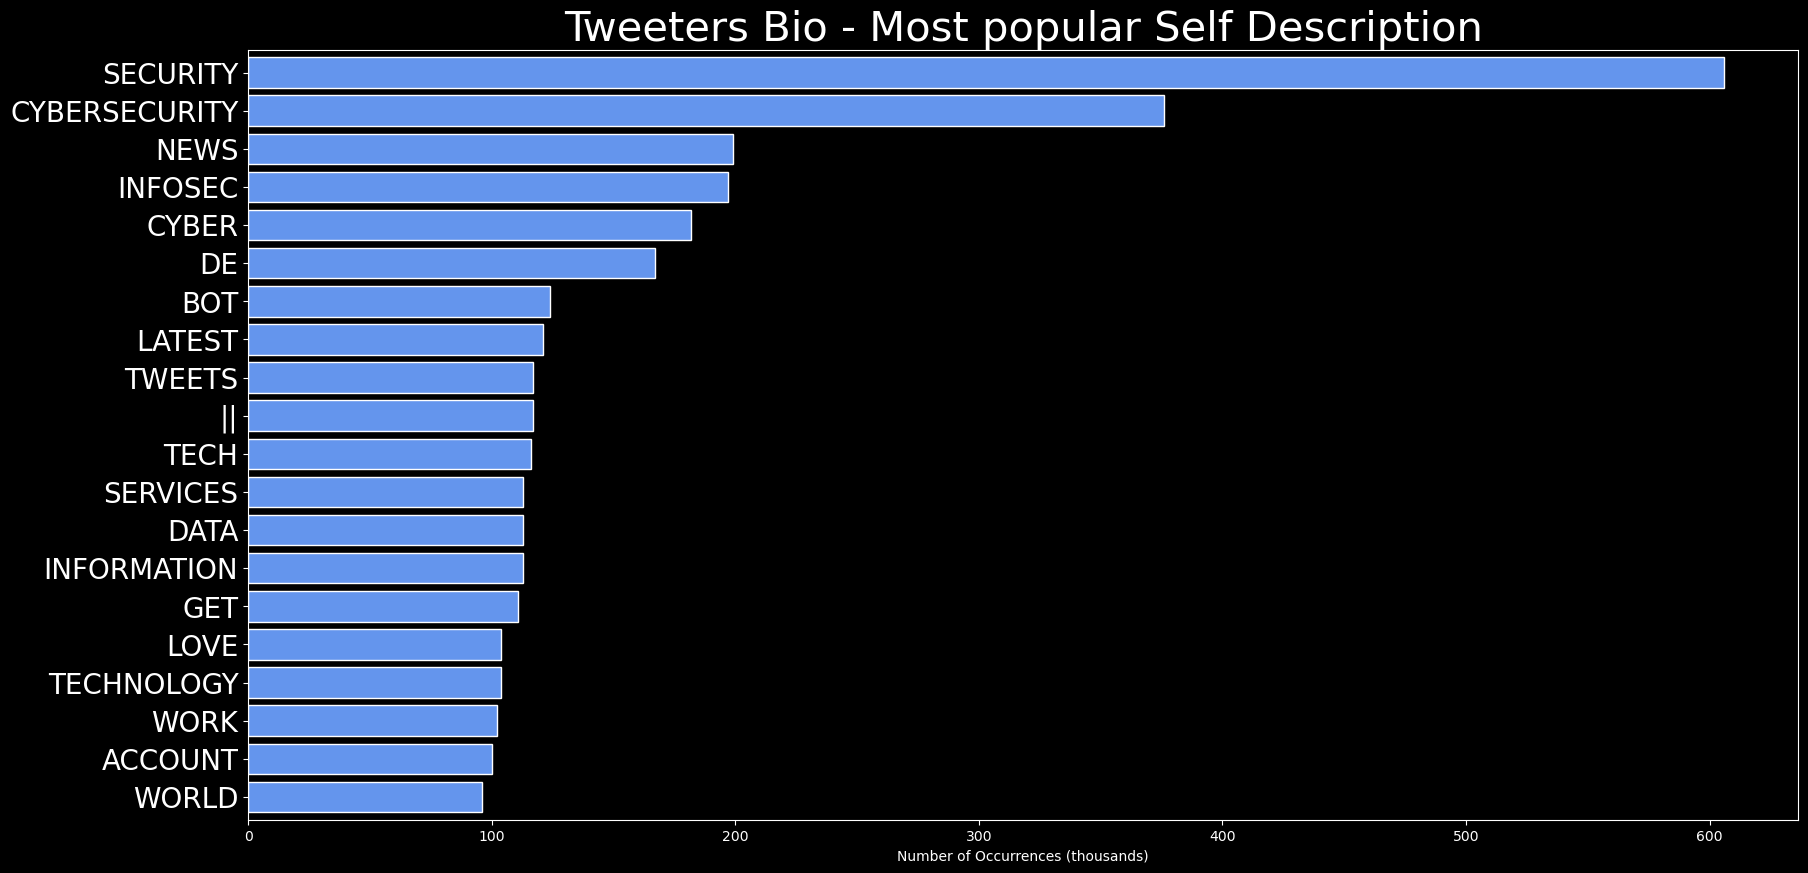 Tweeters Bio - Most popular Self Description
SECURITY
CYBERSECURITY
NEWS
INFOSEC
CYBER
DE
BOT
LATEST
TWEETS
||
TECH
SERVICES
DATA
INFORMATION
GET
LOVE
TECHNOLOGY
WORK
ACCOUNT
WORLD
0 100 200 300 400 500 600
Number of Occurrences (thousands)